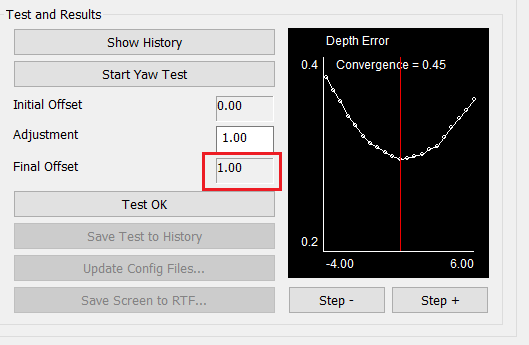 Test and Results
Show History
Start Yaw Test
Initial Offset 0.00
Adjustment 1.00
Final Offset 1.00
Test OK
Save Test to History
Update Config Files...
Save Screen to RTF...
Depth Error
0.4 Convergence = 0.45
0.2
-4.00 6.00
Step - Step +